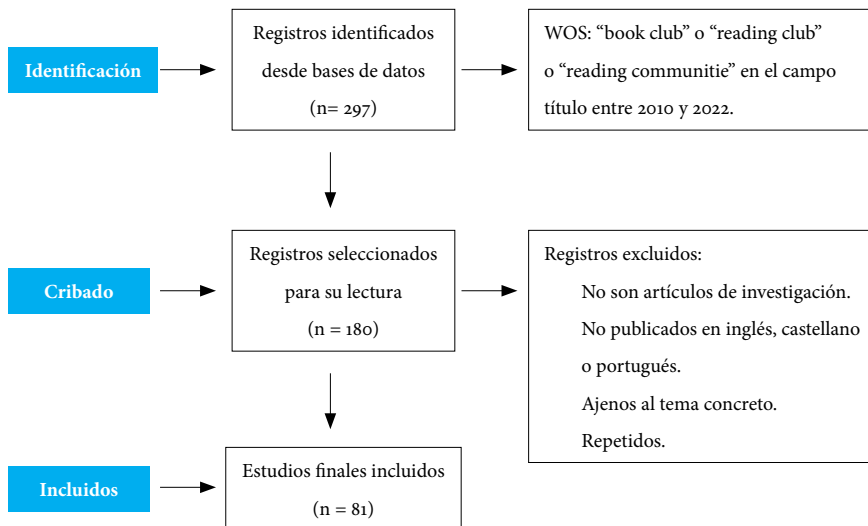 Identificación
Registros identificados
desde bases de datos
(n= 297)
WOS: “book club” o “reading club”
o “reading communitie” en el campo
título entre 2010 y 2022.
Cribado
Registros seleccionados
para su lectura
(n = 180)
Registros excluidos:
No son artículos de investigación.
No publicados en inglés, castellano
o portugués.
Ajenos al tema concreto.
Repetidos.
Incluidos
Estudios finales incluidos
(n = 81)